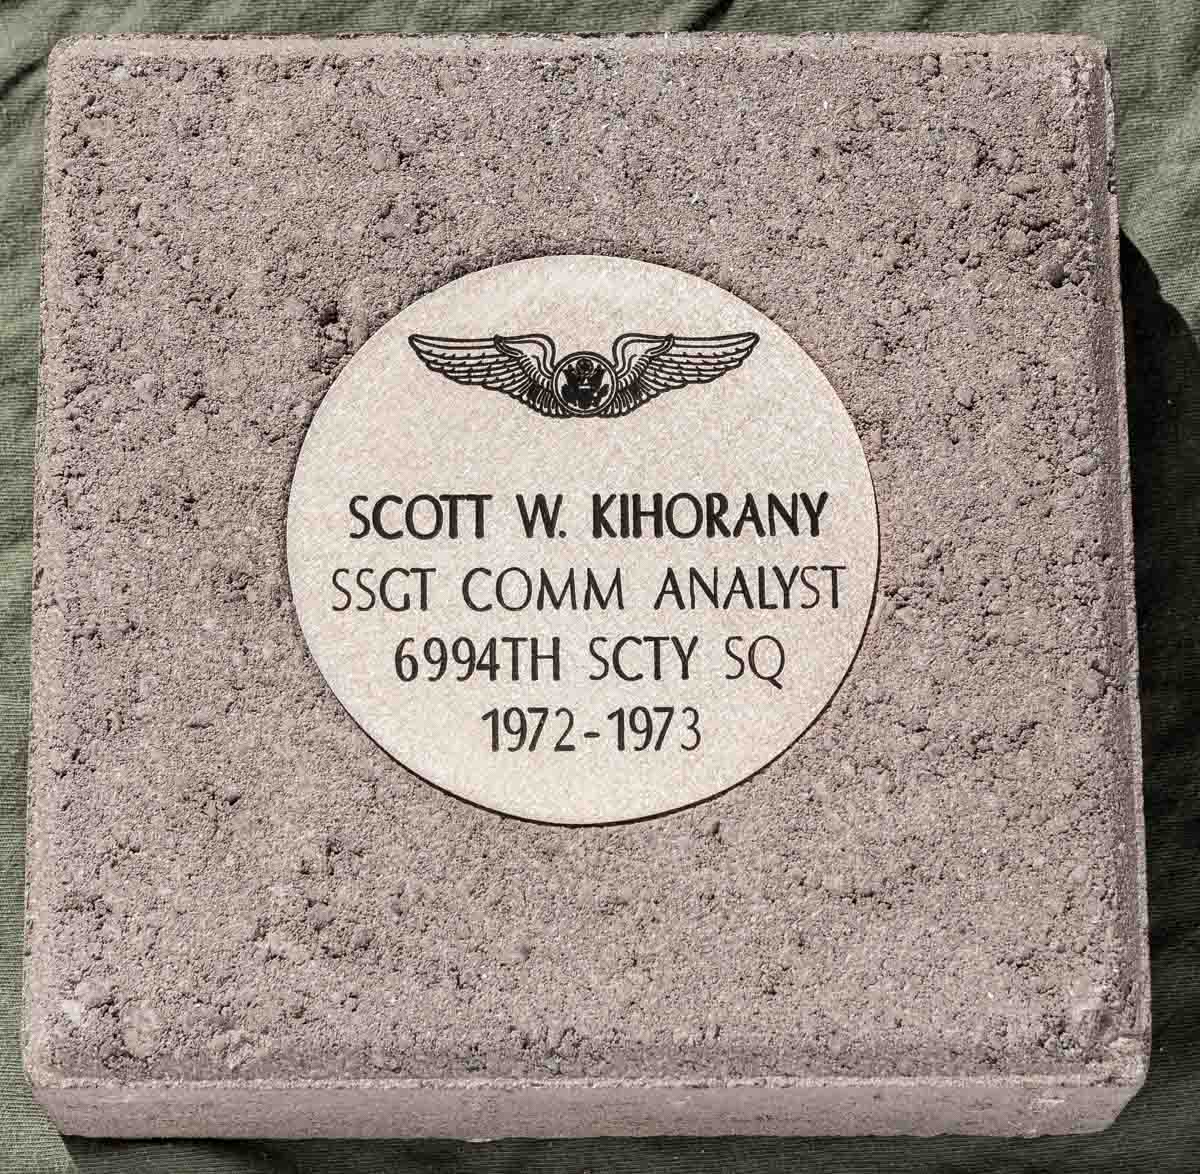 SCOTT W. KIHORANY
SSGT COMM ANALYST
6994TH SCTY SQ
1972-1973